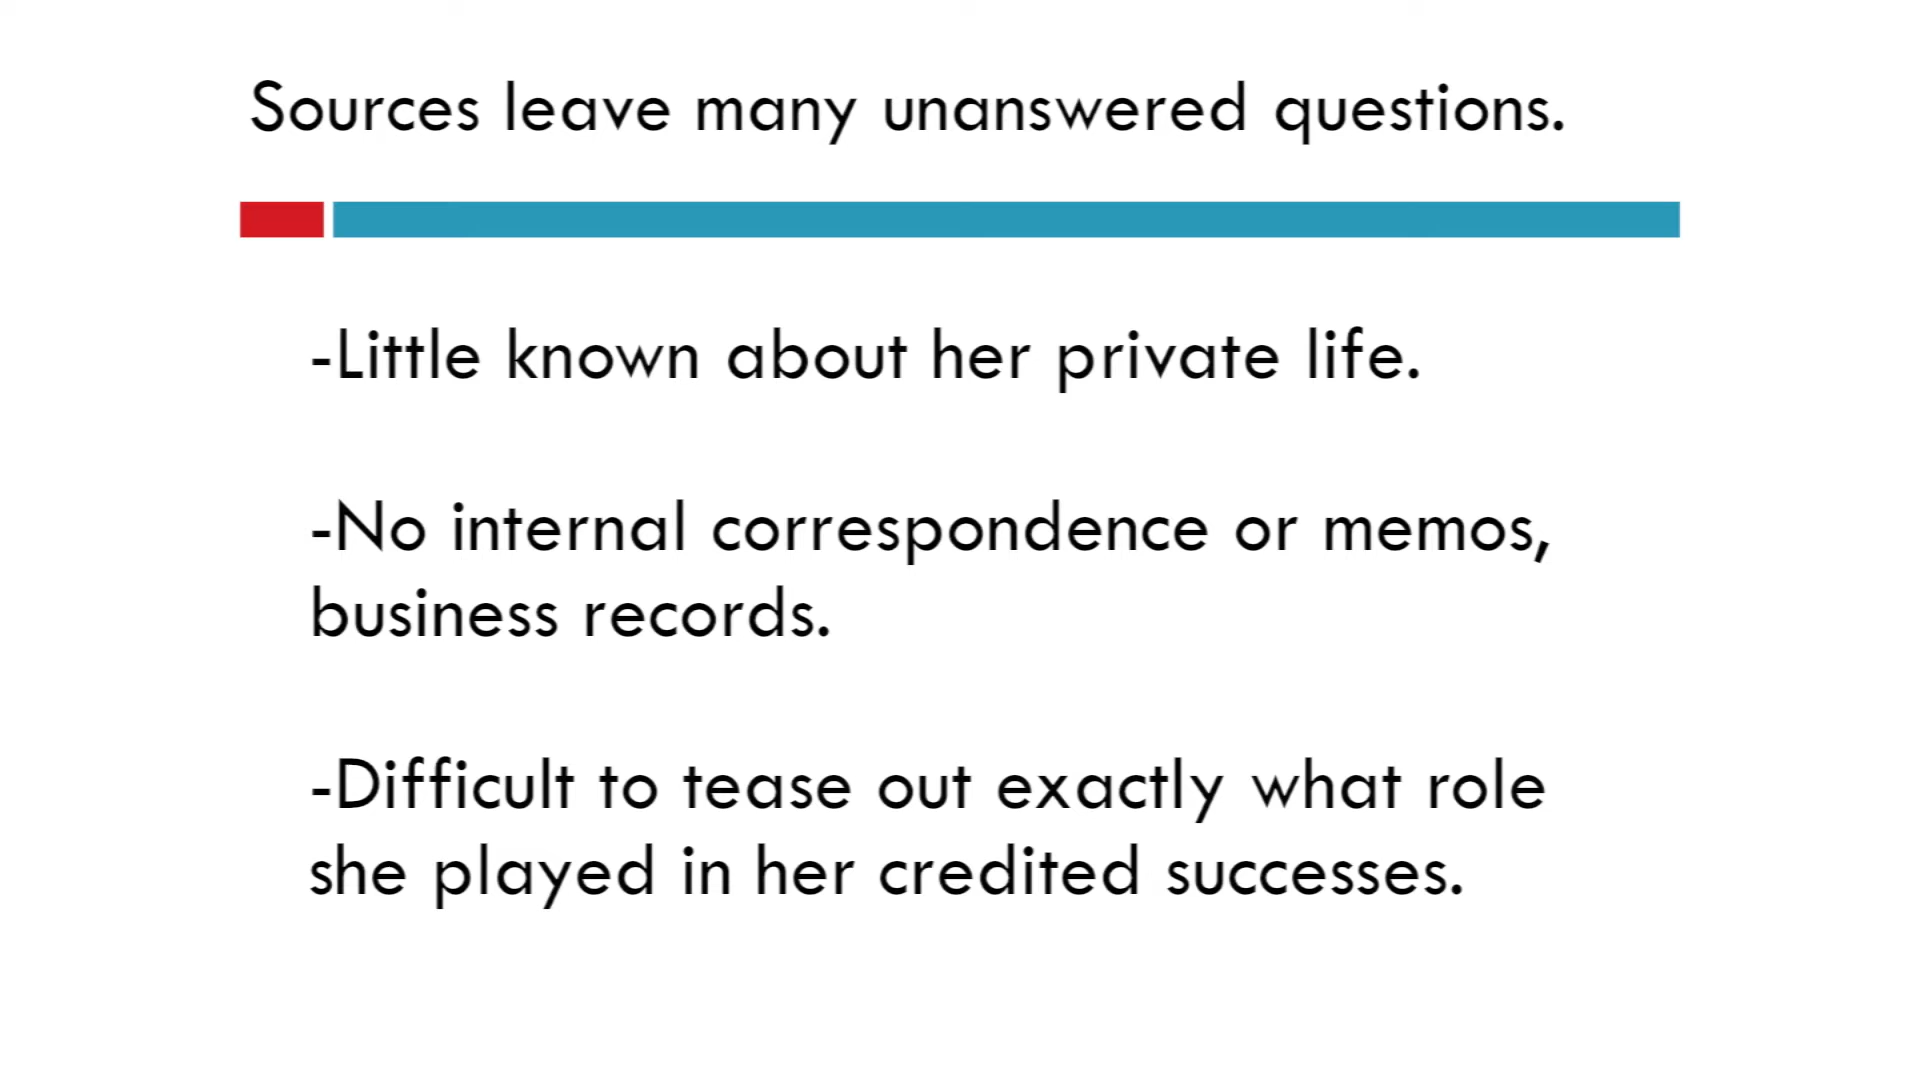 Sources leave many unanswered questions.
-Little known about her private life.
-No internal correspondence or memos,
business records.
-Difficult to tease out exactly what role
she played in her credited successes.